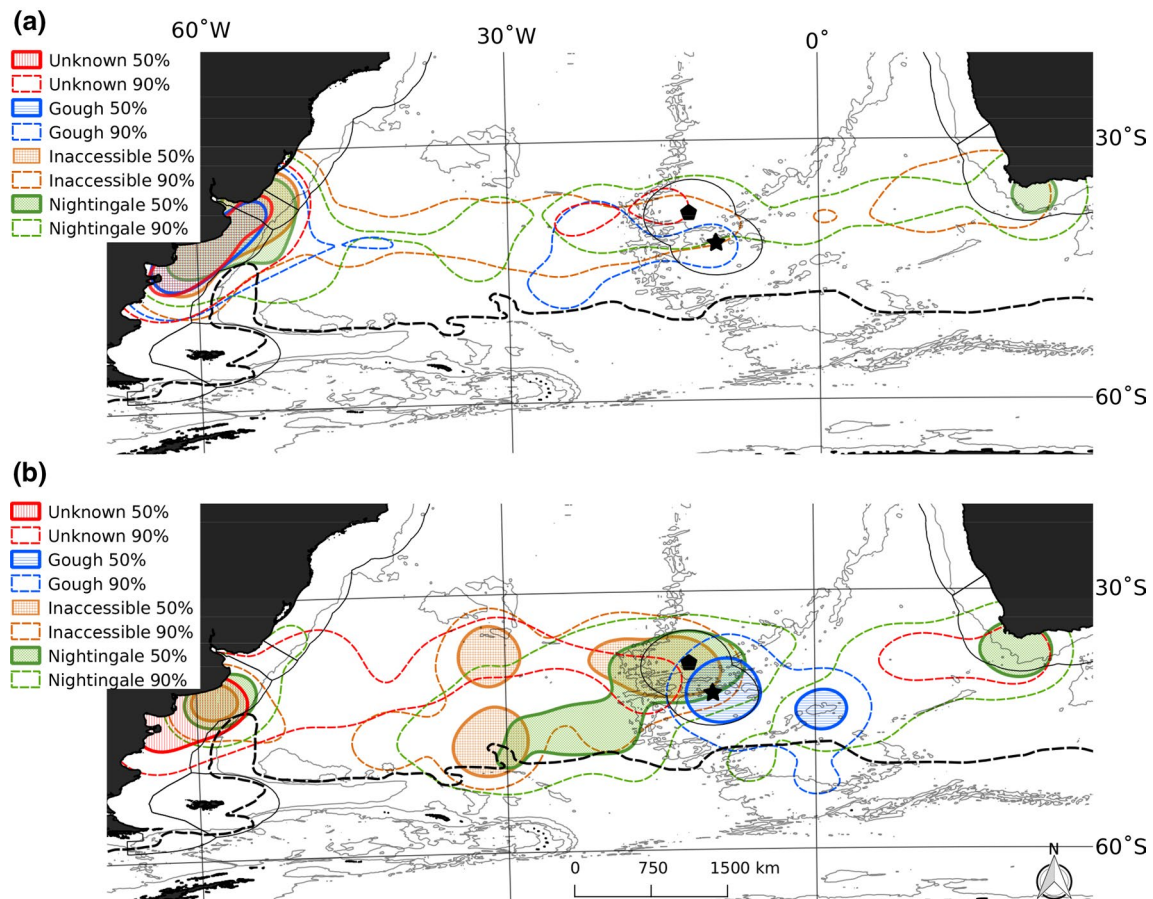 (a)
60°W
30°W
0°
Unknown 50%
Unknown 90%
Gough 50%
Gough 90%
Inaccessible 50%
Inaccessible 90%
Nightingale 50%
Nightingale 90%
30°S
60°S
(b)
Unknown 50%
Unknown 90%
Gough 50%
Gough 90%
Inaccessible 50%
Inaccessible 90%
Nightingale 50%
Nightingale 90%
30°S
60°S
0 750 1500 km
N